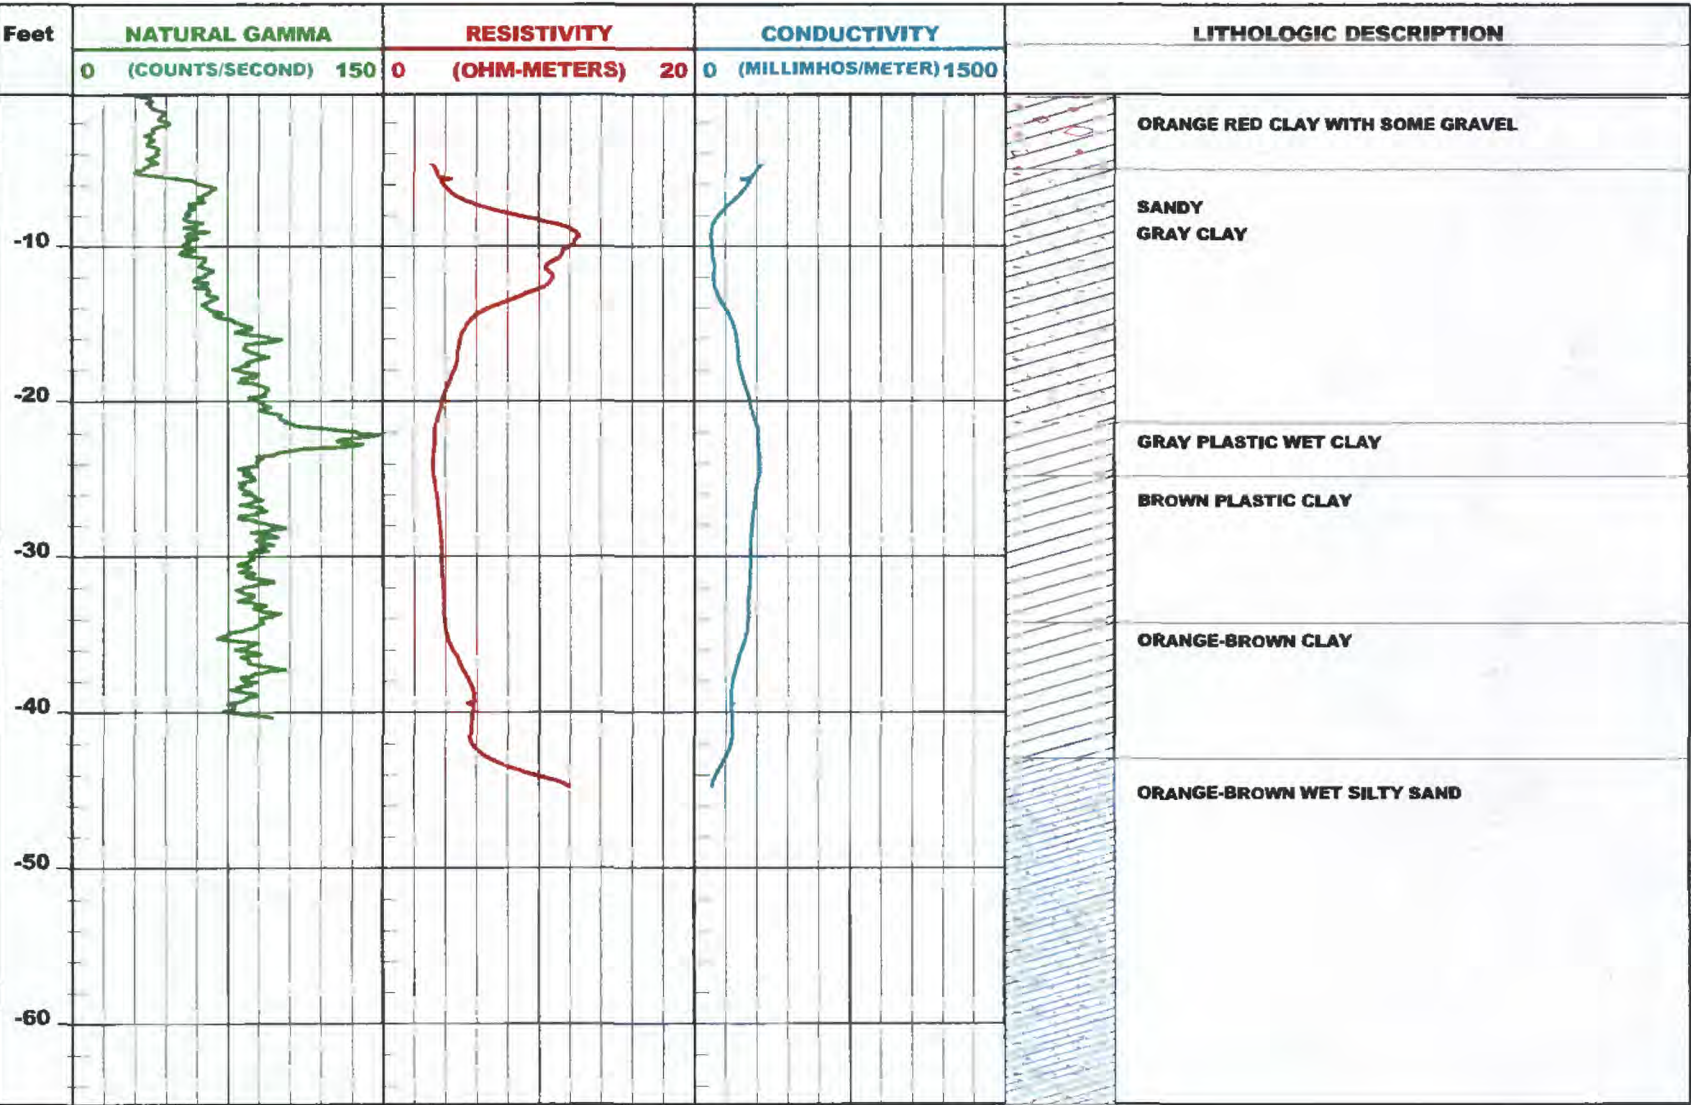 Feet NATURAL GAMMA RESISTIVITY CONDUCTIVITY LITHOLOGIC DESCRIPTION
0 (COUNTS/SECOND) 150 0 (OHM-METERS) 20 0 (MILLIMHOS/METER) 1500
ORANGE RED CLAY WITH SOME GRAVEL
SANDY
GRAY CLAY
-10
-20
GRAY PLASTIC WET CLAY
BROWN PLASTIC CLAY
-30
ORANGE-BROWN CLAY
-40
ORANGE-BROWN WET SILTY SAND
-50
-60